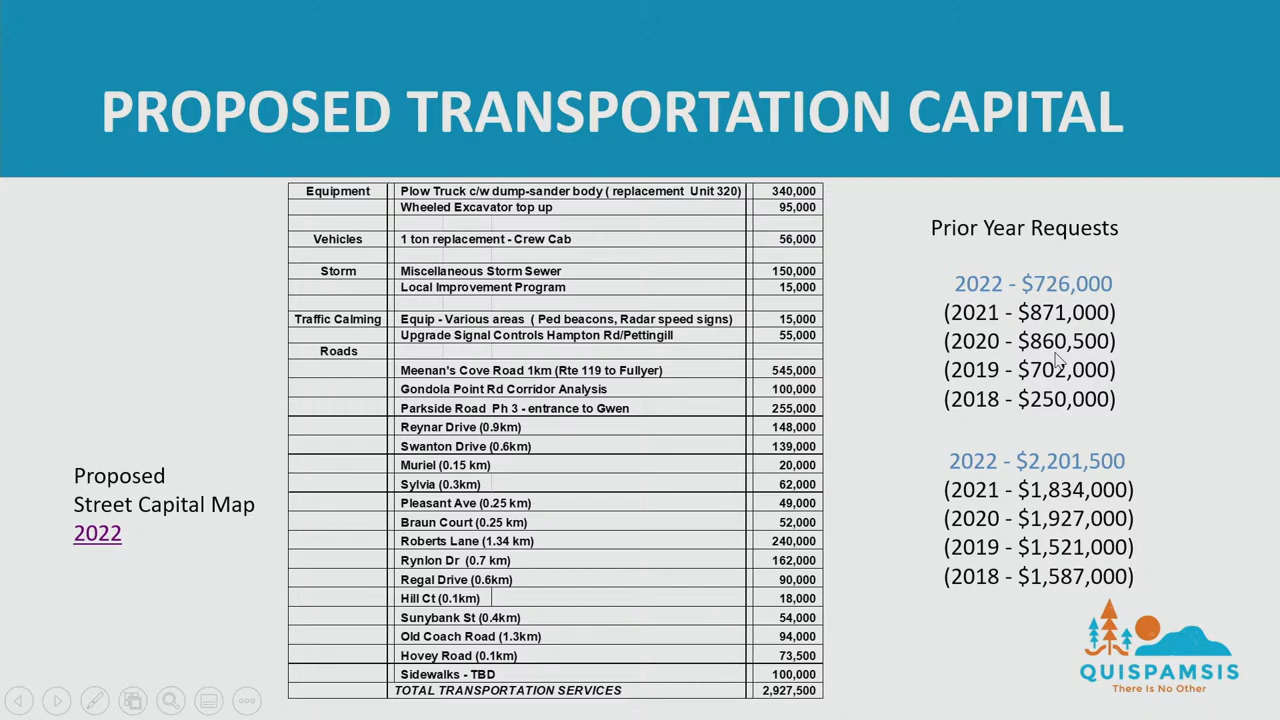 PROPOSED TRANSPORTATION CAPITAL
Equipment Plow Truck c/w dump-sander body ( replacement Unit 320) 340,000
Wheeled Excavator top up 95,000
Vehicles 1 ton replacement - Crew Cab 56,000
Storm Miscellaneous Storm Sewer 150,000
Local Improvement Program 15,000
Traffic Calming Equip - Various areas ( Ped beacons, Radar speed signs) 15,000
Upgrade Signal Controls Hampton Rd/Pettingill 55,000
Roads
Meenan's Cove Road 1km (Rte 119 to Fullyer) 545,000
Gondola Point Rd Corridor Analysis 100,000
Parkside Road Ph 3 - entrance to Gwen 255,000
Reynar Drive (0.9km) 148,000
Swanton Drive (0.6km) 139,000
Muriel (0.15 km) 20,000
Sylvia (0.3km) 62,000
Pleasant Ave (0.25 km) 49,000
Braun Court (0.25 km) 52,000
Roberts Lane (1.34 km) 240,000
Rynlon Dr (0.7 km) 162,000
Regal Drive (0.6km) 90,000
Hill Ct (0.1km) 18,000
Sunybank St (0.4km) 54,000
Old Coach Road (1.3km) 94,000
Hovey Road (0.1km) 73,500
Sidewalks - TBD 100,000
TOTAL TRANSPORTATION SERVICES 2,927,500
Proposed
Street Capital Map
2022
Prior Year Requests
2022 - $726,000
(2021 - $871,000)
(2020 - $860,500)
(2019 - $702,000)
(2018 - $250,000)
2022 - $2,201,500
(2021 - $1,834,000)
(2020 - $1,927,000)
(2019 - $1,521,000)
(2018 - $1,587,000)
QUISPAMSIS
There Is No Other